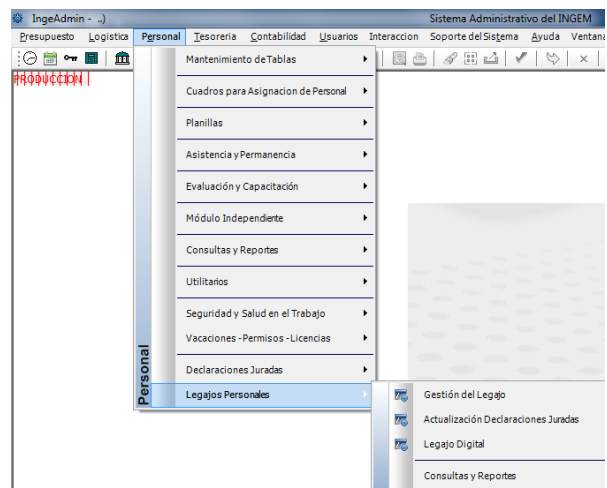 IngeAdmin - ..) Sistema Administrativo del INGEM
Presupuesto Logistica Personal Tesoreria Contabilidad Usuarios Interaccion Soporte del Sistema Ayuda Ventana
PRODUCCION
Mantenimiento de Tablas
Cuadros para Asignacion de Personal
Planillas
Asistencia y Permanencia
Evaluación y Capacitación
Módulo Independiente
Consultas y Reportes
Utilitarios
Seguridad y Salud en el Trabajo
Vacaciones -Permisos -Licencias
Declaraciones Juradas
Legajos Personales
Personal
Gestión del Legajo
Actualización Declaraciones Juradas
Legajo Digital
Consultas y Reportes